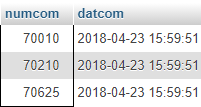 numcom datcom
70010 2018-04-23 15:59:51
70210 2018-04-23 15:59:51
70625 2018-04-23 15:59:51